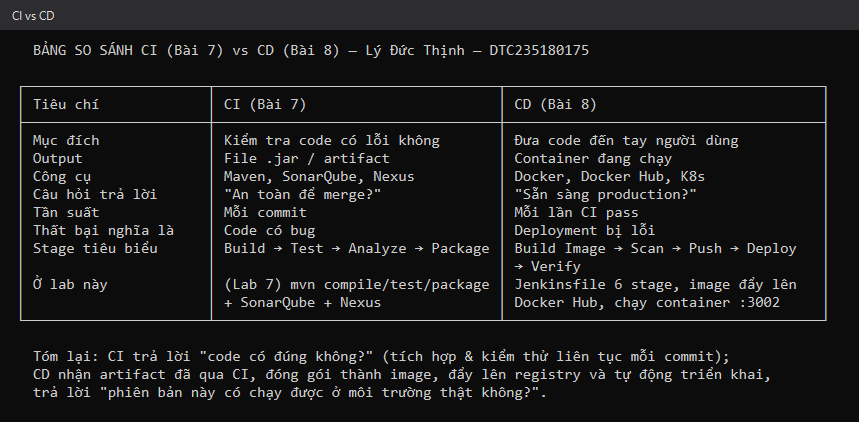 CI vs CD
BẢNG SO SÁNH CI (Bài 7) vs CD (Bài 8) — Lý Đức Thịnh — DTC235180175
Tiêu chí CI (Bài 7) CD (Bài 8)
Mục đích Kiểm tra code có lỗi không Đưa code đến tay người dùng
Output File .jar / artifact Container đang chạy
Công cụ Maven, SonarQube, Nexus Docker, Docker Hub, K8s
Câu hỏi trả lời "An toàn để merge?" "Sẵn sàng production?"
Tần suất Mỗi commit Mỗi lần CI pass
Thất bại nghĩa là Code có bug Deployment bị lỗi
Stage tiêu biểu Build → Test → Analyze → Package Build Image → Scan → Push → Deploy
→ Verify
Ở lab này (Lab 7) mvn compile/test/package Jenkinsfile 6 stage, image đẩy lên
+ SonarQube + Nexus Docker Hub, chạy container :3002
Tóm lại: CI trả lời "code có đúng không?" (tích hợp & kiểm thử liên tục mỗi commit);
CD nhận artifact đã qua CI, đóng gói thành image, đẩy lên registry và tự động triển khai,
trả lời "phiên bản này có chạy được ở môi trường thật không?".